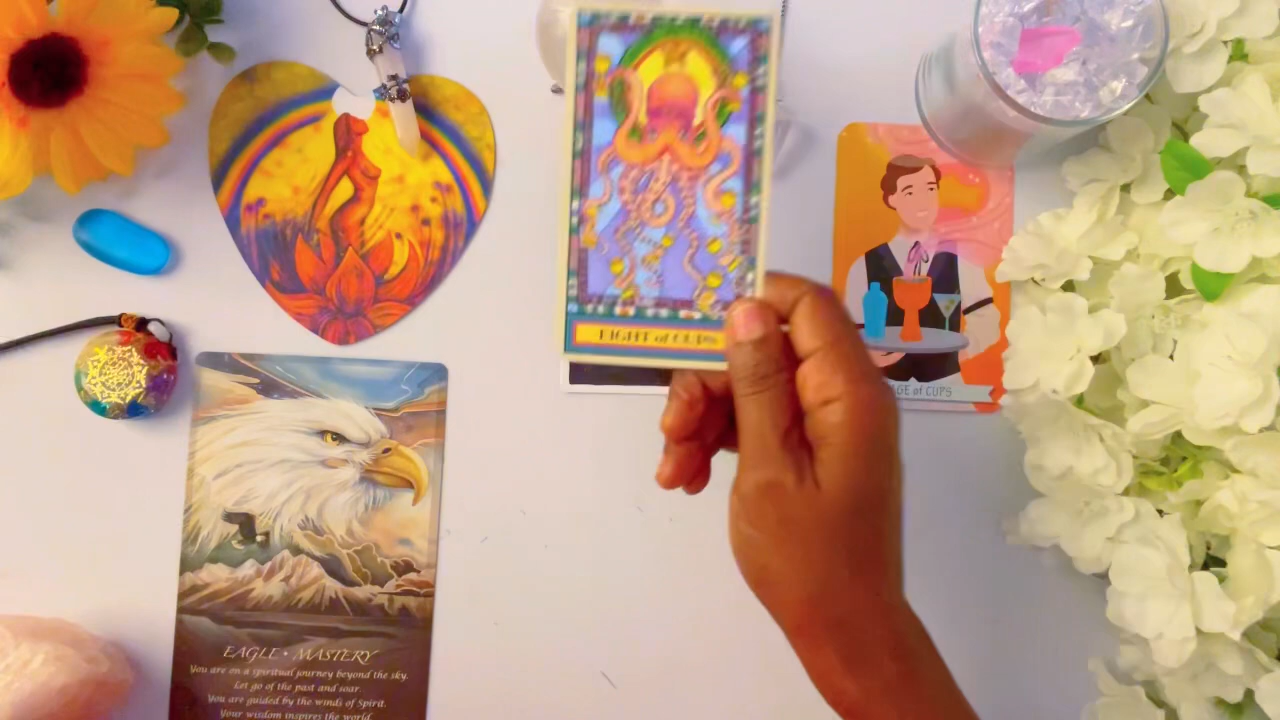 EIGHT of CUPS
GE of CUPS
EAGLE • MASTERY
You are on a spiritual journey beyond the sky.
Let go of the past and soar.
You are guided by the winds of Spirit.
Your wisdom inspires the world.